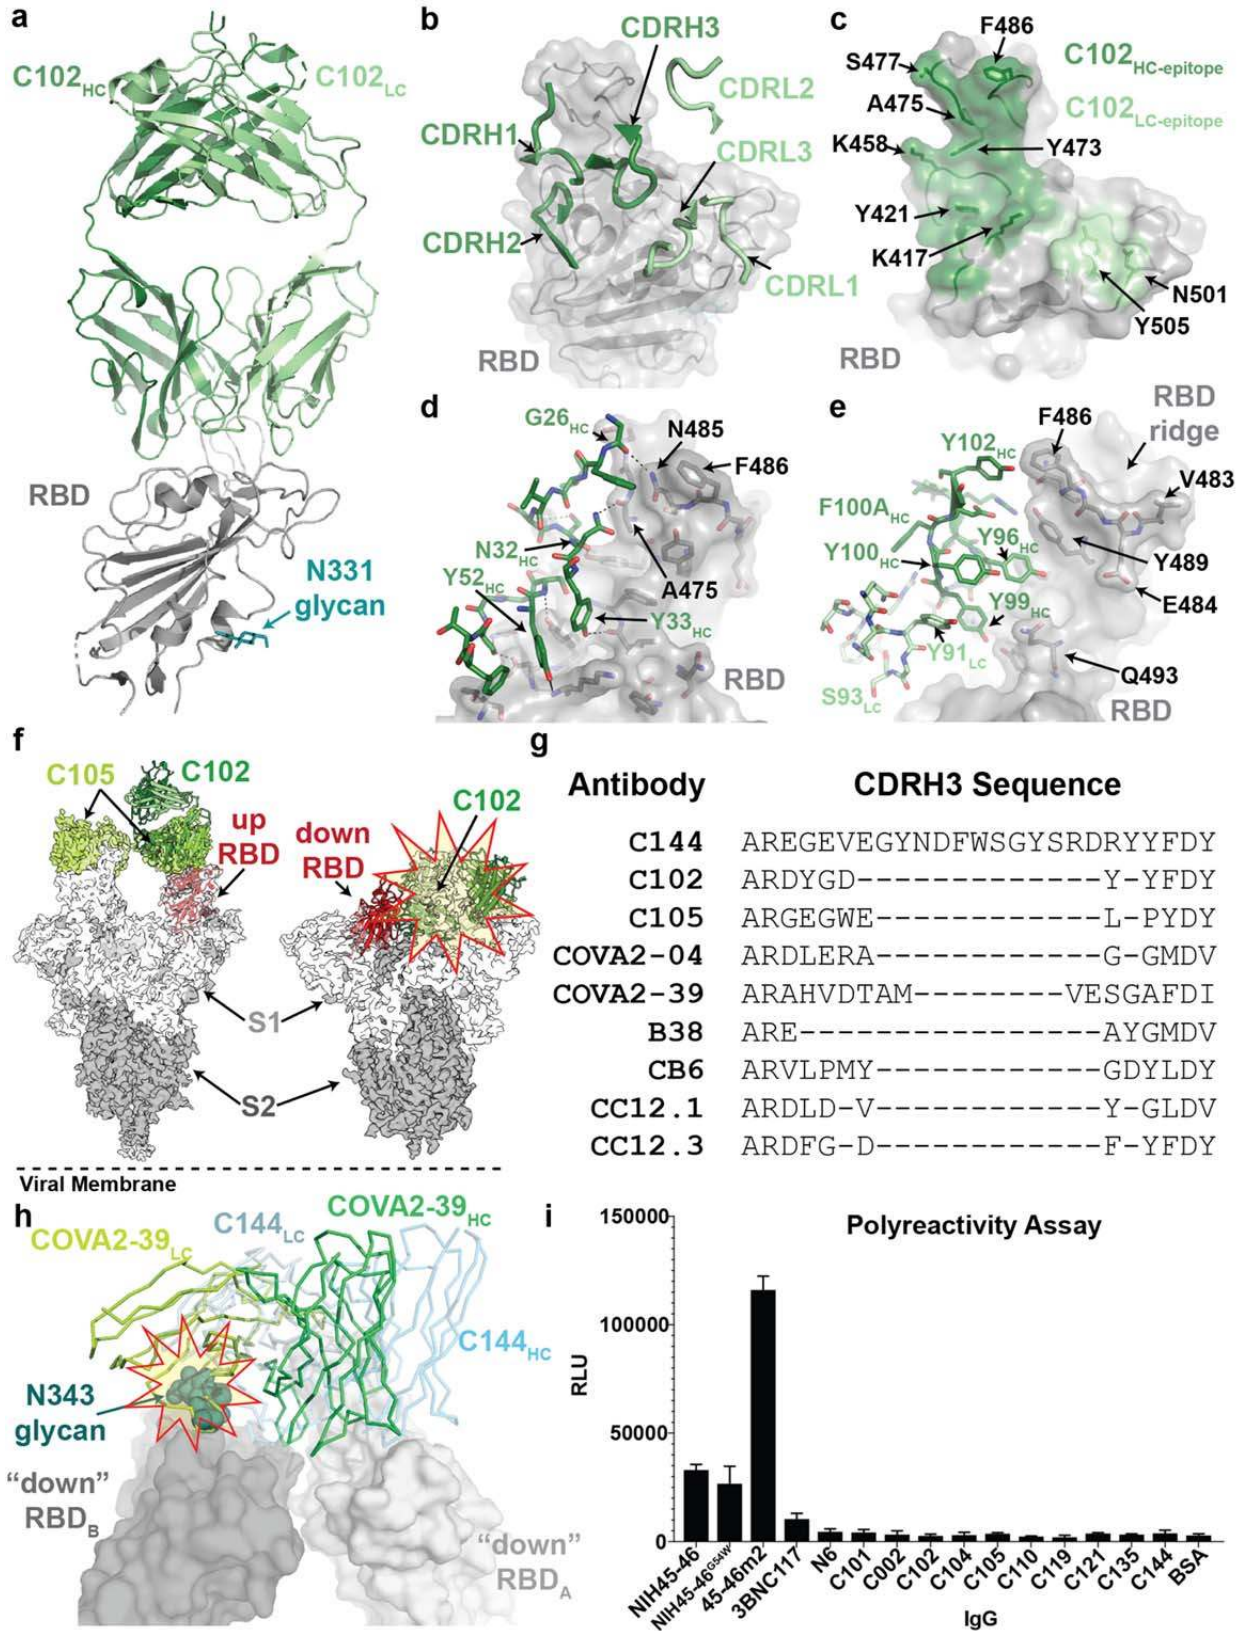 a
C102HC
C102LC
RBD
N331
glycan
b
CDRH3
CDRL2
CDRH1
CDRL3
CDRH2
CDRL1
RBD
c
F486
S477
C102HC-epitope
A475
C102LC-epitope
K458
Y473
Y421
K417
N501
Y505
RBD
d
G26HC
N485
F486
N32HC
A475
Y52HC
Y33HC
RBD
e
RBD
ridge
F486
Y102HC
V483
F100AHC
Y96HC
Y100HC
Y489
Y99HC
E484
Y91LC
Q493
S93LC
RBD
f
C105
C102
up
RBD
C102
down
RBD
S1
S2
Viral Membrane
g
Antibody CDRH3 Sequence
C144 AREGEVEGYNDFWSGYSRDRYYFDY
C102 ARDYGD-------------Y-YFDY
C105 ARGEGWE------------L-PYDY
COVA2-04 ARDLERA------------G-GMDV
COVA2-39 ARAHVDTAM--------VESGAFDI
B38 ARE----------------AYGMDV
CB6 ARVLPMY------------GDYLDY
CC12.1 ARDLD-V------------Y-GLDV
CC12.3 ARDFG-D------------F-YFDY
h
COVA2-39LC
C144LC
COVA2-39HC
C144HC
N343
glycan
“down”
RBDB
“down”
RBDA
i
Polyreactivity Assay
150000
100000
50000
0
RLU
NIH45-46
NIH45-46G54W
45-46m2
3BNC117
N6
C101
C002
C102
C104
C105
C110
C119
C121
C135
C144
BSA
IgG